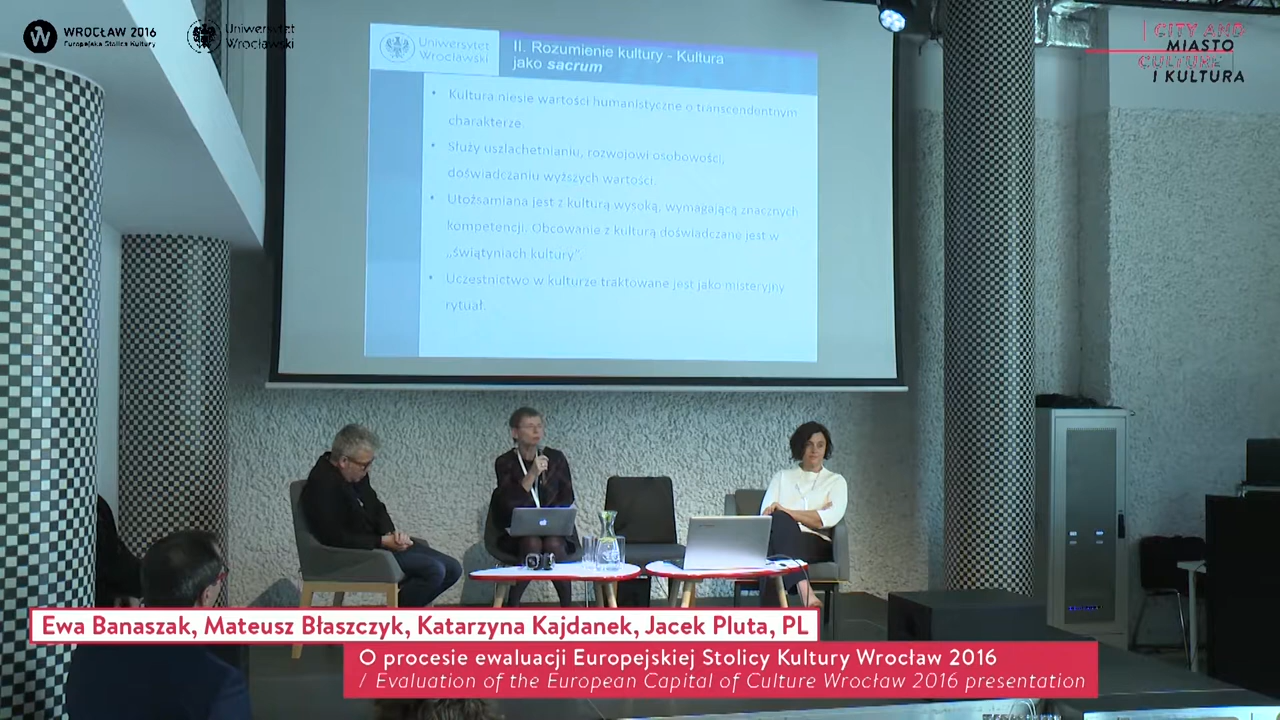 WROCŁAW 2016
Europejska Stolica Kultury
Uniwersytet
Wrocławski
CITY AND
MIASTO
CULTURE
I KULTURA
Uniwersytet
Wrocławski
II. Rozumienie kultury - Kultura
jako sacrum
• Kultura niesie wartości humanistyczne o transcendentnym
charakterze.
• Służy uszlachetnianiu, rozwojowi osobowości,
doświadczaniu wyższych wartości.
• Utożsamiana jest z kulturą wysoką, wymagającą znacznych
kompetencji. Obcowanie z kulturą doświadczane jest w
„świątyniach kultury”.
• Uczestnictwo w kulturze traktowane jest jako misteryjny
rytuał.
Ewa Banaszak, Mateusz Błaszczyk, Katarzyna Kajdanek, Jacek Pluta, PL
O procesie ewaluacji Europejskiej Stolicy Kultury Wrocław 2016
/ Evaluation of the European Capital of Culture Wrocław 2016 presentation